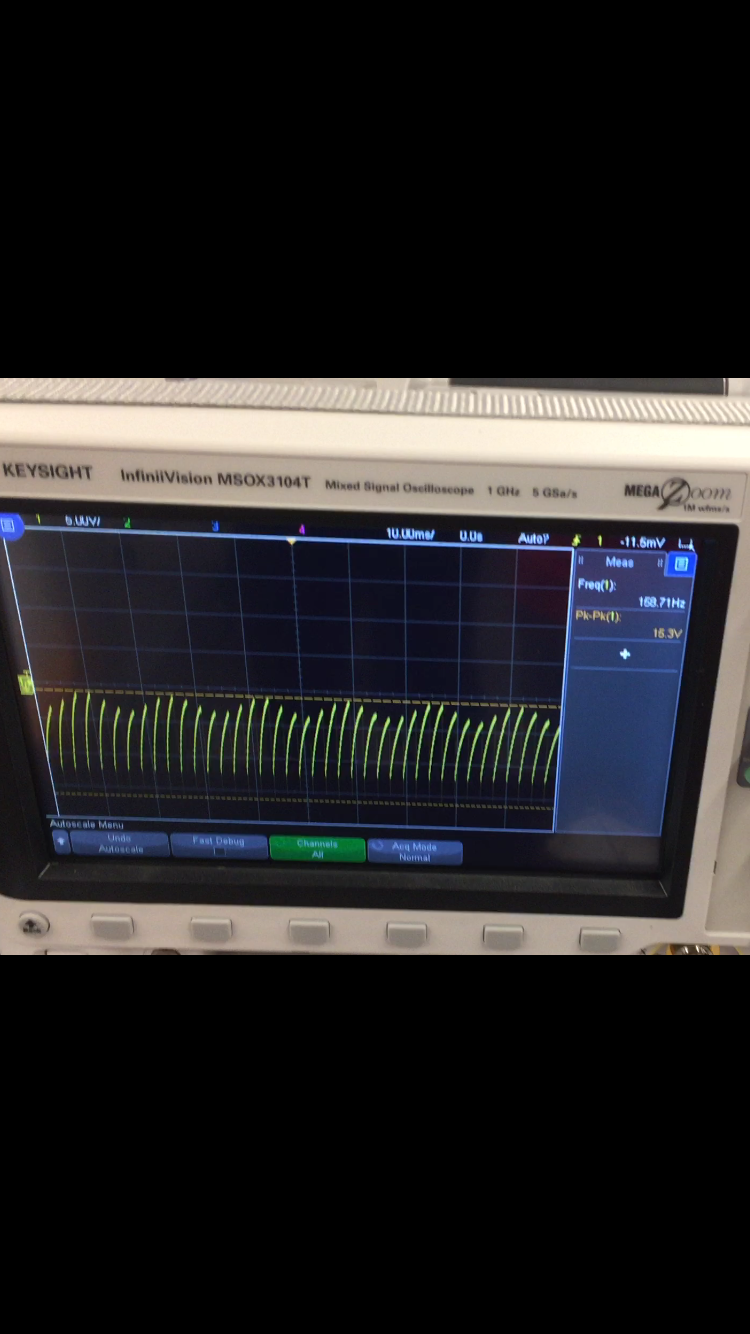 KEYSIGHT InfiniiVision MSOX3104T Mixed Signal Oscilloscope 1 GHz 5 GSa/s MEGA Zoom
1M wfms/s
1 5.00V/ 2 3 4 10.00ms/ 0.0s Auto? 1 -11.5mV
Meas
Freq(1):
158.71Hz
Pk-Pk(1):
15.3V
Autoscale Menu
Undo
Autoscale
Fast Debug
Channels
All
Acq Mode
Normal